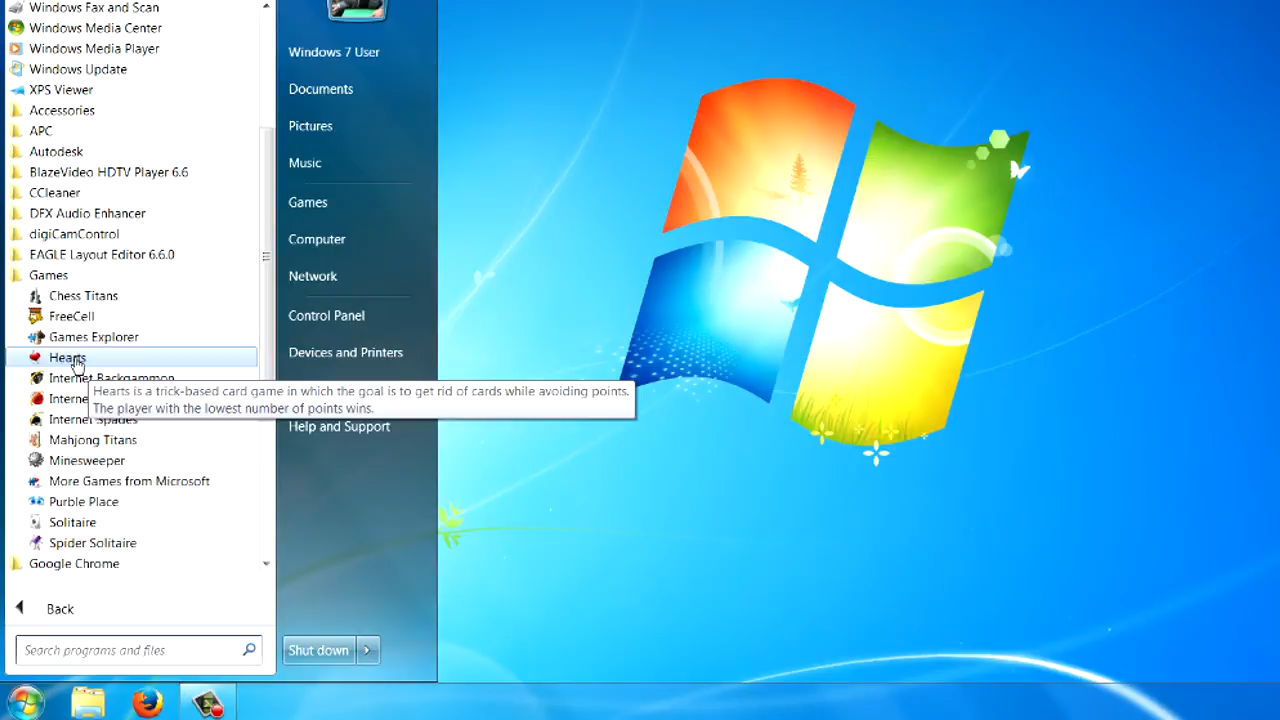 Windows Fax and Scan
Windows Media Center
Windows Media Player
Windows Update
XPS Viewer
Accessories
APC
Autodesk
BlazeVideo HDTV Player 6.6
CCleaner
DFX Audio Enhancer
digiCamControl
EAGLE Layout Editor 6.6.0
Games
Chess Titans
FreeCell
Games Explorer
Hearts
Internet Backgammon
Internet
Internet Spades
Mahjong Titans
Minesweeper
More Games from Microsoft
Purble Place
Solitaire
Spider Solitaire
Google Chrome
Back
Search programs and files
Windows 7 User
Documents
Pictures
Music
Games
Computer
Network
Control Panel
Devices and Printers
Hearts is a trick-based card game in which the goal is to get rid of cards while avoiding points.
The player with the lowest number of points wins.
Help and Support
Shut down